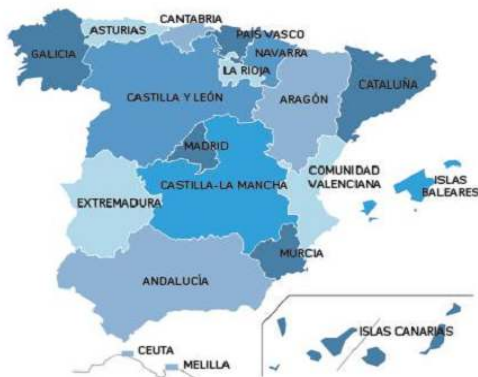 CANTABRIA
ASTURIAS
PAÍS VASCO
GALICIA
NAVARRA
LA RIOJA
CATALUÑA
CASTILLA Y LEÓN
ARAGÓN
MADRID
COMUNIDAD
VALENCIANA
ISLAS
BALEARES
CASTILLA-LA MANCHA
EXTREMADURA
MURCIA
ANDALUCÍA
ISLAS CANARIAS
CEUTA
MELILLA